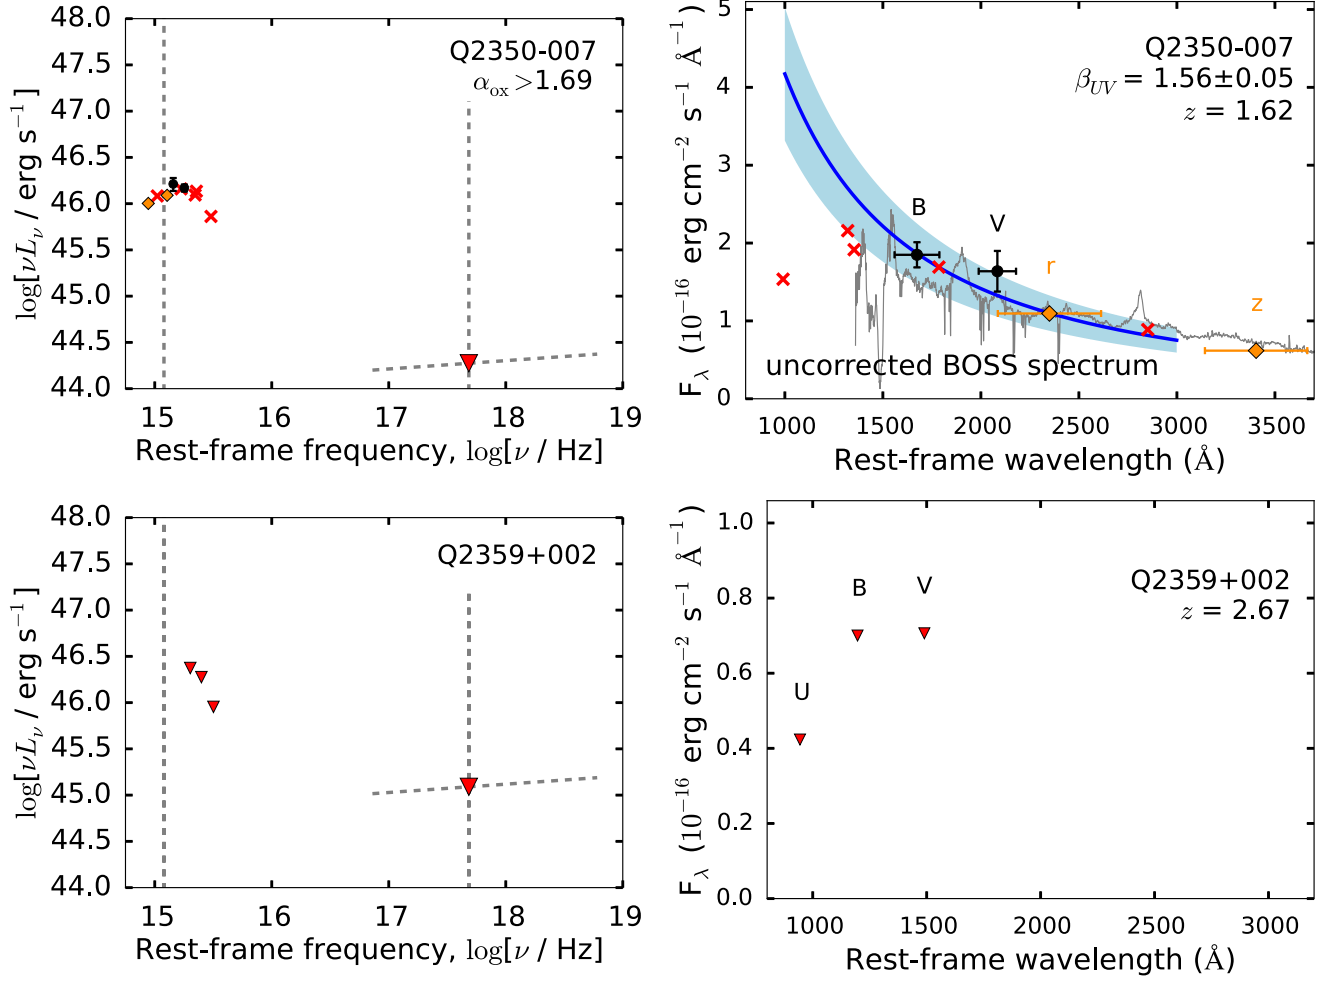 48.0
47.5
47.0
46.5
46.0
45.5
45.0
44.5
44.0
log[νL_ν / erg s⁻¹]
Q2350-007
α_ox >1.69
15 16 17 18 19
Rest-frame frequency, log[ν / Hz]
5
4
3
2
1
0
F_λ (10⁻¹⁶ erg cm⁻² s⁻¹ Å⁻¹)
Q2350-007
β_UV = 1.56±0.05
z = 1.62
B
V
r
z
uncorrected BOSS spectrum
1000 1500 2000 2500 3000 3500
Rest-frame wavelength (Å)
48.0
47.5
47.0
46.5
46.0
45.5
45.0
44.5
44.0
log[νL_ν / erg s⁻¹]
Q2359+002
15 16 17 18 19
Rest-frame frequency, log[ν / Hz]
1.0
0.8
0.6
0.4
0.2
0.0
F_λ (10⁻¹⁶ erg cm⁻² s⁻¹ Å⁻¹)
Q2359+002
z = 2.67
B
V
U
1000 1500 2000 2500 3000
Rest-frame wavelength (Å)